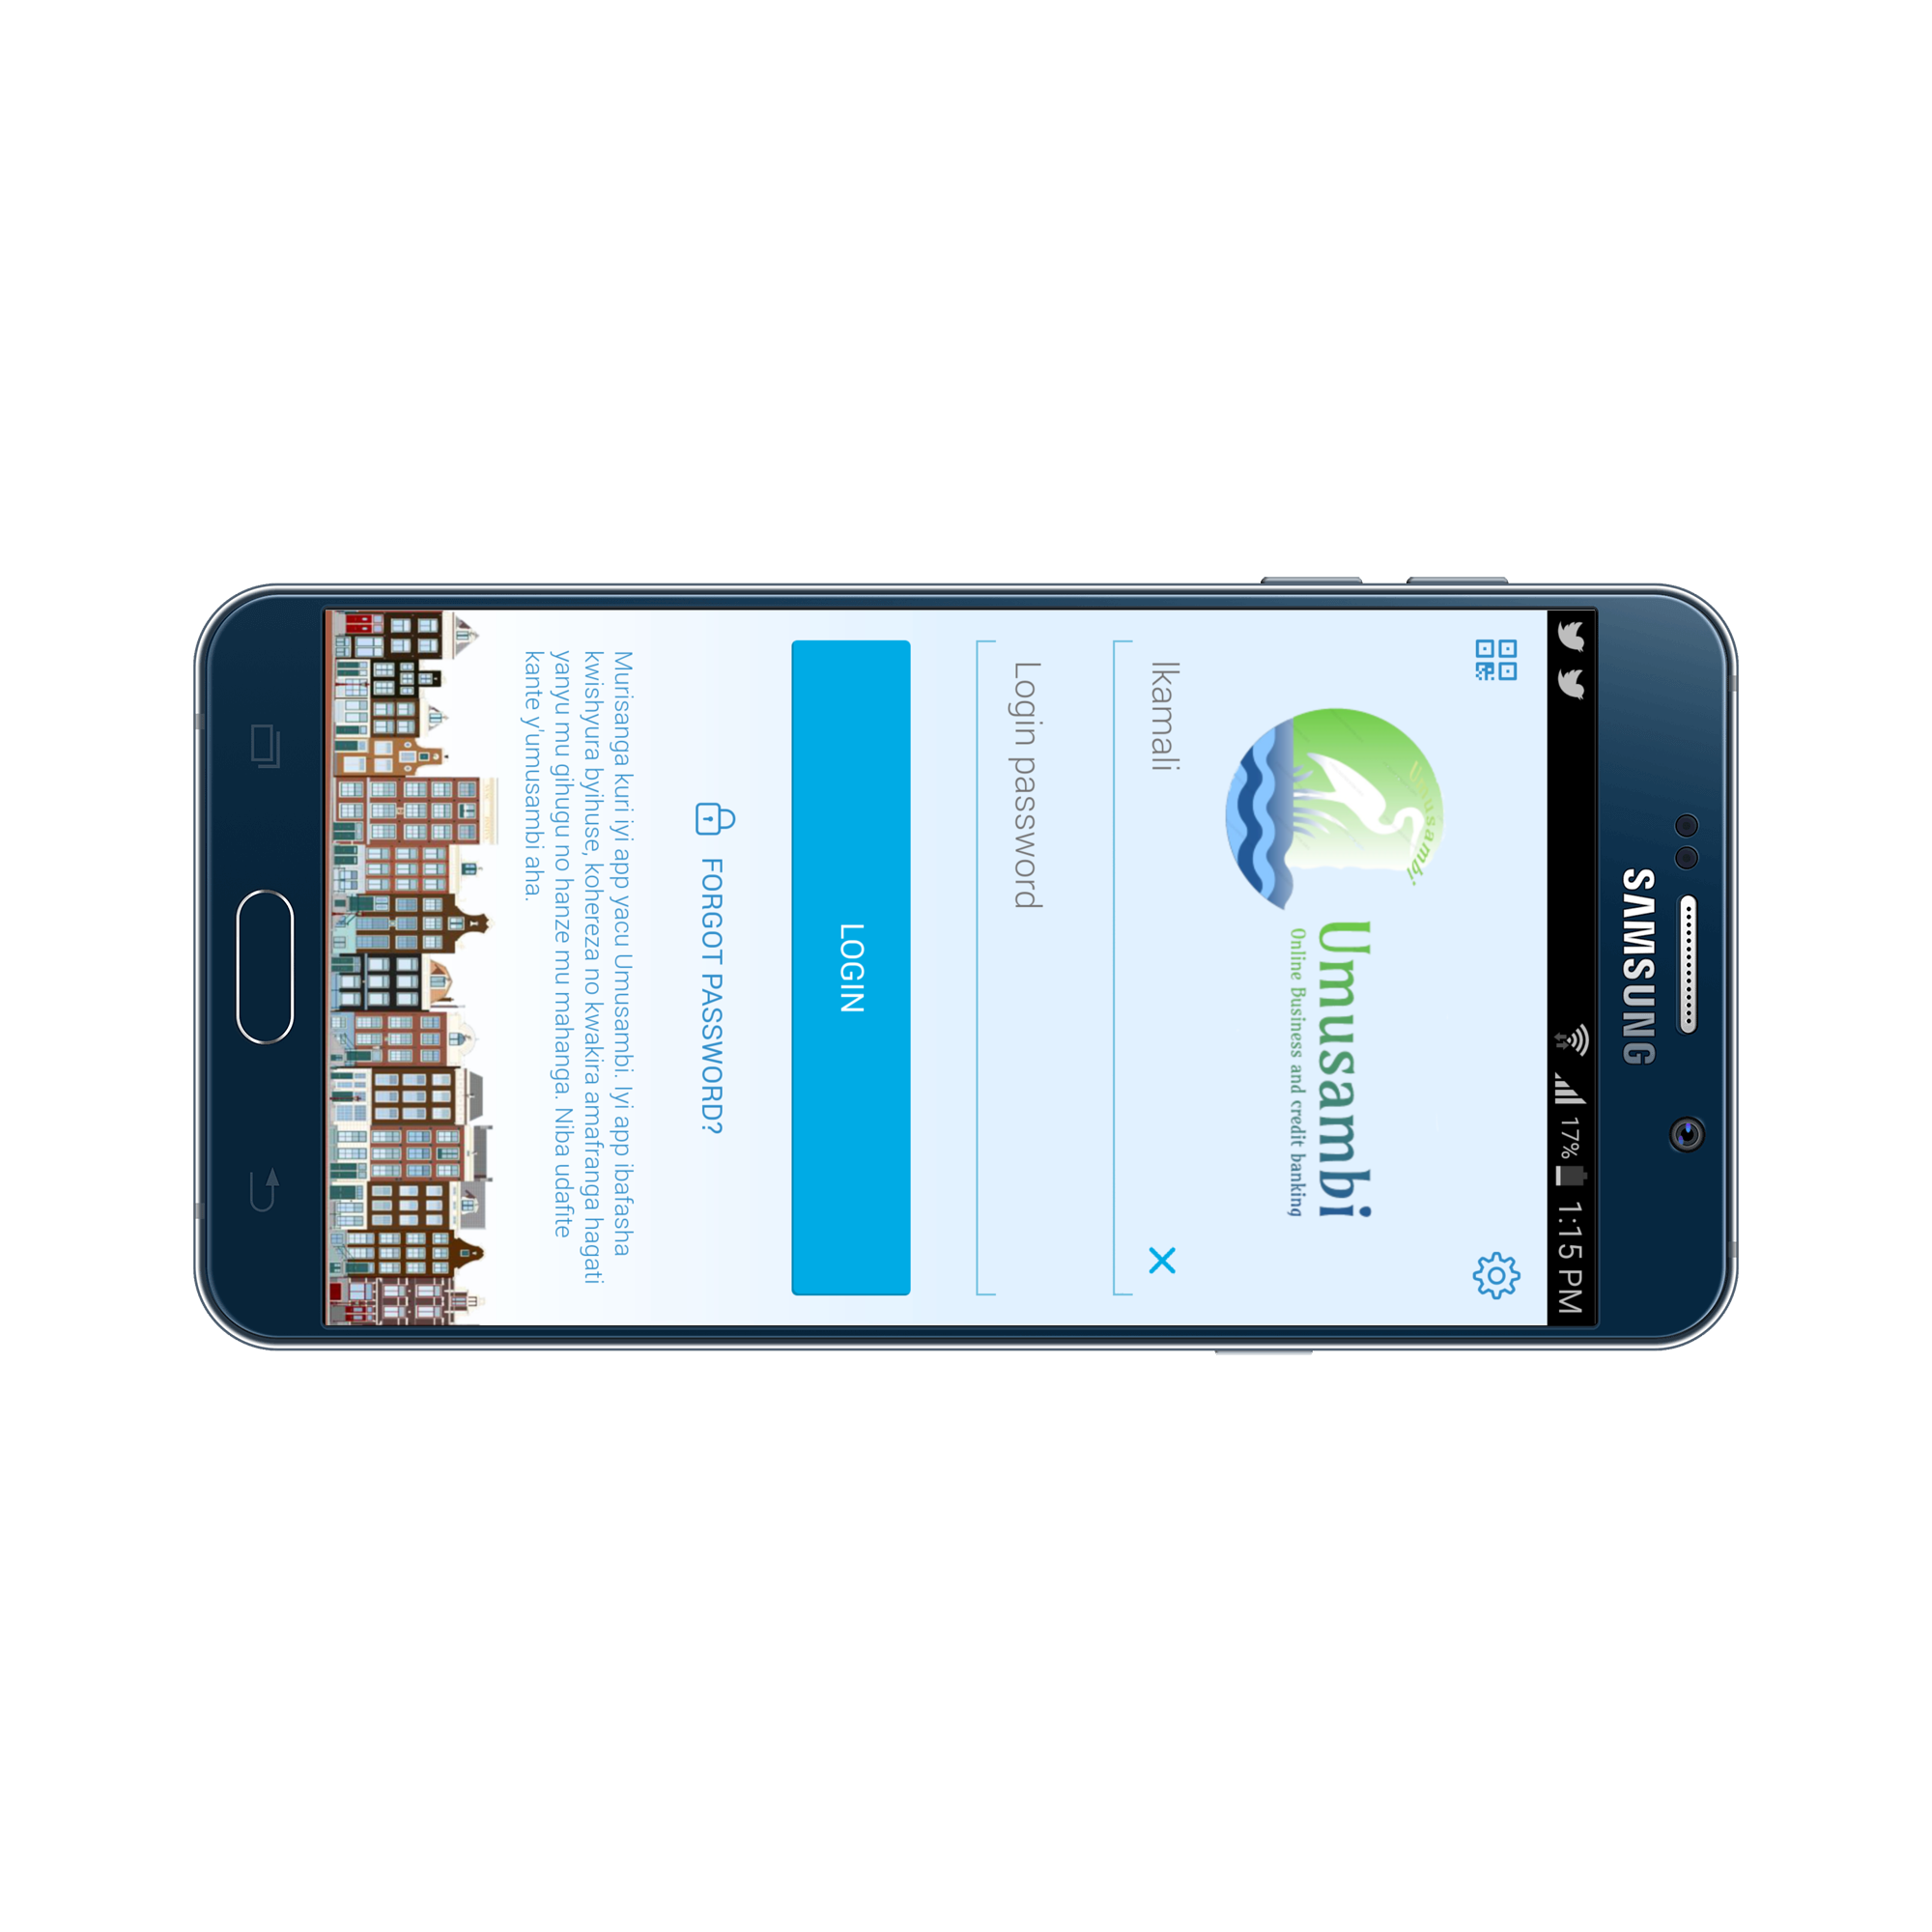 SAMSUNG
17% 1:15 PM
Umusambi.
Umusambi
Online Business and credit banking
Ikamali
Login password
LOGIN
FORGOT PASSWORD?
Murisanga kuri iyi app yacu Umusambi. Iyi app ibafasha
kwishyura byihuse, kohereza no kwakira amafranga hagati
yanyu mu gihugu no hanze mu mahanga. Niba udafite
kante y'umusambi aha.